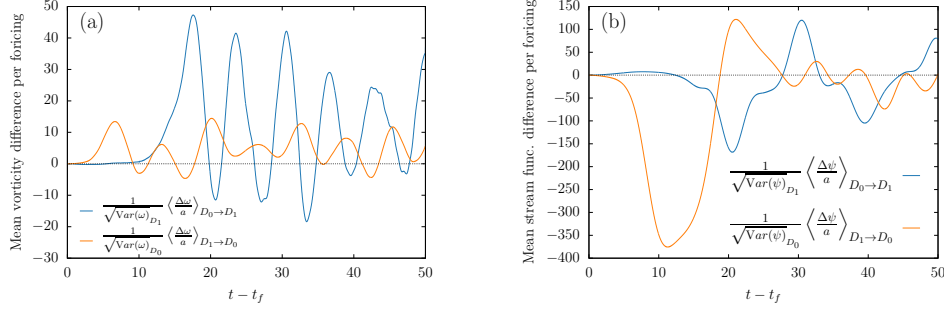 (a)
Mean vorticity difference per foricing
50
40
30
20
10
0
−10
−20
−30
0 10 20 30 40 50
t − t_f
1/√Var(ω)_{D_1} ⟨Δω/a⟩_{D_0→D_1}
1/√Var(ω)_{D_0} ⟨Δω/a⟩_{D_1→D_0}
(b)
Mean stream func. difference per foricing
150
100
50
0
−50
−100
−150
−200
−250
−300
−350
−400
0 10 20 30 40 50
t − t_f
1/√Var(ψ)_{D_1} ⟨Δψ/a⟩_{D_0→D_1}
1/√Var(ψ)_{D_0} ⟨Δψ/a⟩_{D_1→D_0}